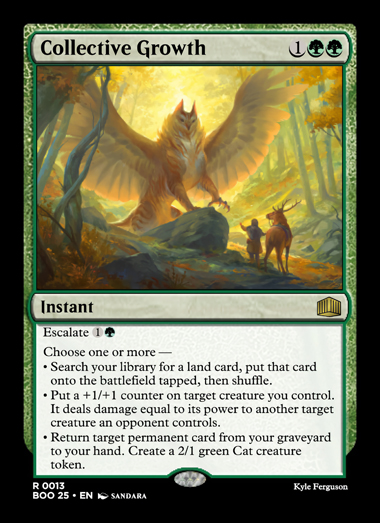 Collective Growth 1
Instant
Escalate 1
Choose one or more —
• Search your library for a land card, put that card
onto the battlefield tapped, then shuffle.
• Put a +1/+1 counter on target creature you control.
It deals damage equal to its power to another target
creature an opponent controls.
• Return target permanent card from your graveyard
to your hand. Create a 2/1 green Cat creature
token.
R 0013
BOO 25 • EN SANDARA
Kyle Ferguson